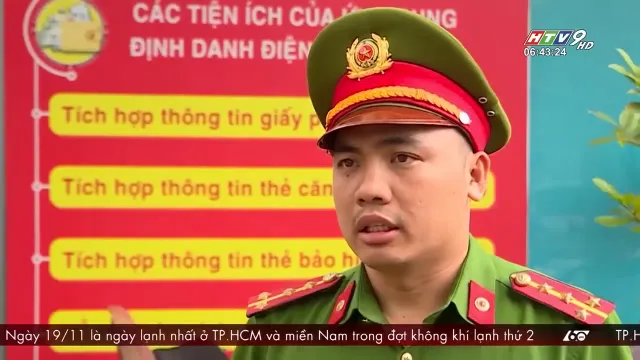 CÁC TIỆN ÍCH CỦA
ĐỊNH DANH ĐIỆN
Tích hợp thông tin giấy
Tích hợp thông tin thẻ căn
Tích hợp thông tin thẻ bảo
HTV9 HD
06:43:24
Ngày 19/11 là ngày lạnh nhất ở TP.HCM và miền Nam trong đợt không khí lạnh thứ 2
60
TP.H